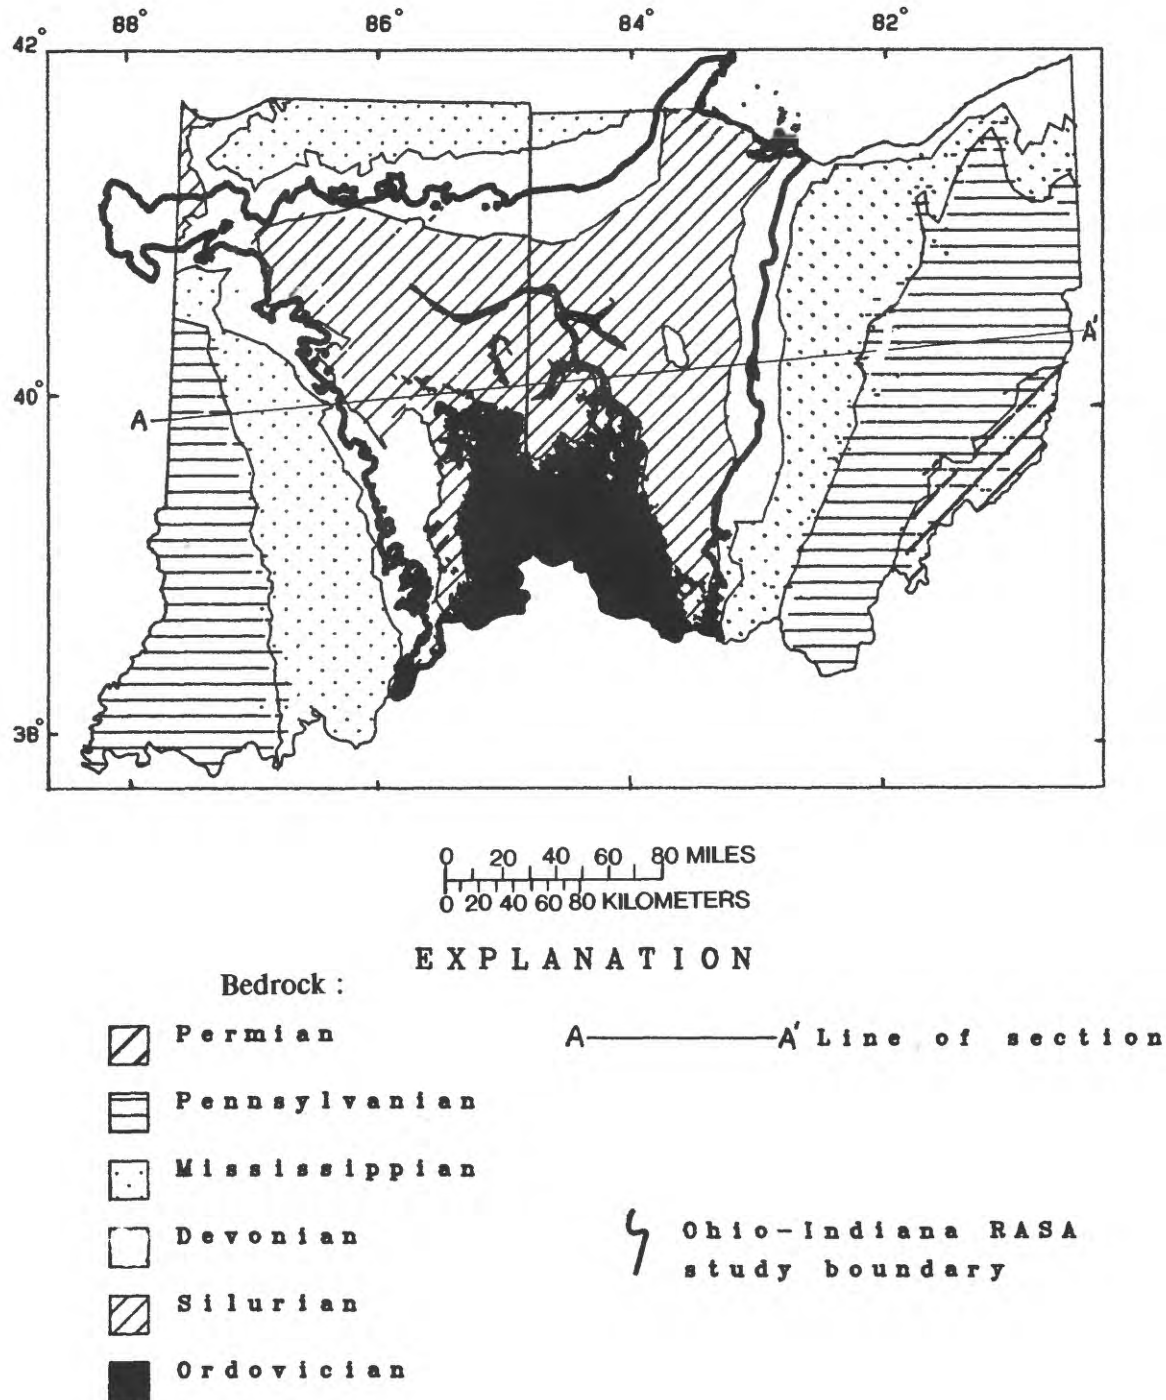 88° 86° 84° 82°
42°
40°
38°
A A'
0 20 40 60 80 MILES
0 20 40 60 80 KILOMETERS
EXPLANATION
Bedrock :
Permian
Pennsylvanian
Mississippian
Devonian
Silurian
Ordovician
A A' Line of section
Ohio-Indiana RASA
study boundary